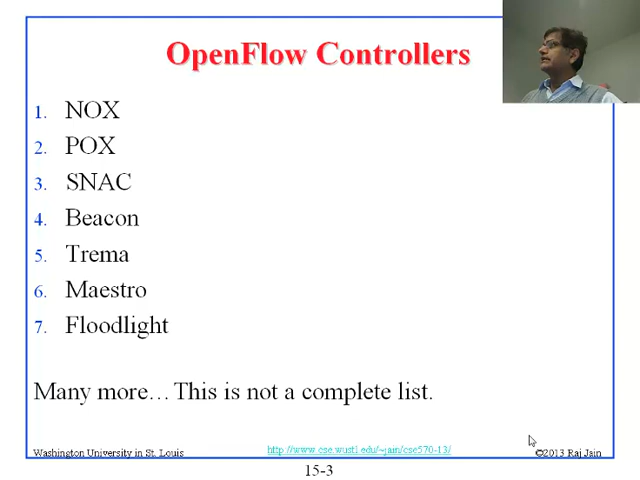 OpenFlow Controllers
1. NOX
2. POX
3. SNAC
4. Beacon
5. Trema
6. Maestro
7. Floodlight
Many more… This is not a complete list.
Washington University in St. Louis http://www.cse.wustl.edu/~jain/cse570-13/ ©2013 Raj Jain
15-3